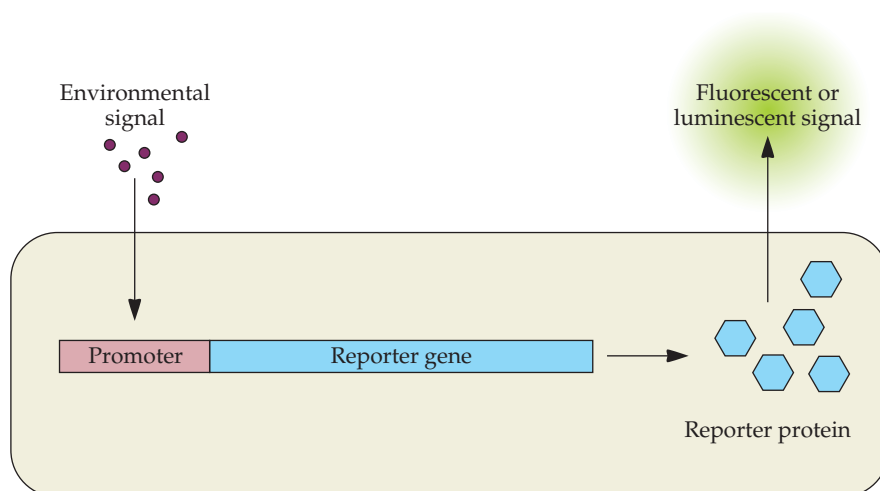 Environmental
signal
Fluorescent or
luminescent signal
Promoter
Reporter gene
Reporter protein